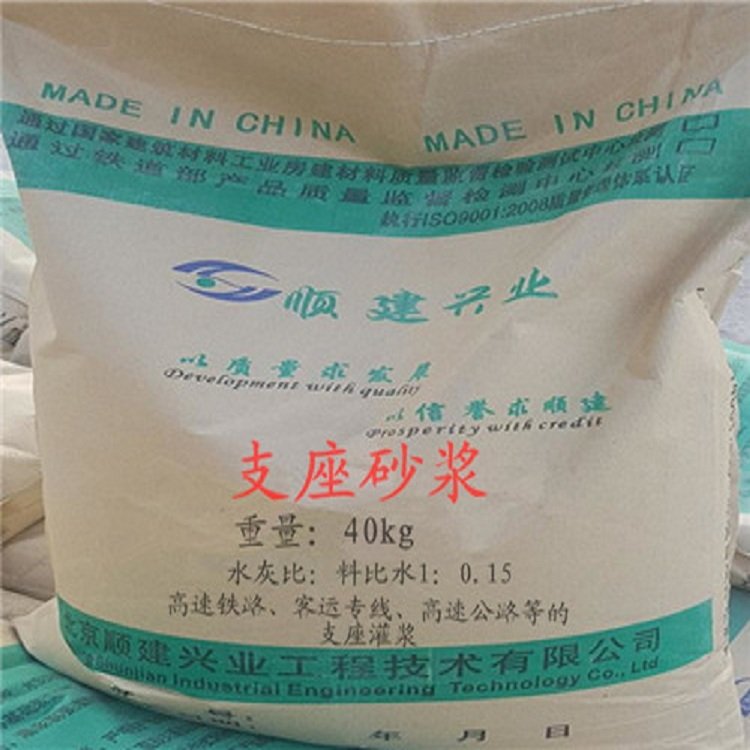 MADE IN CHINA MADE IN CHINA
通过国家建筑材料工业房建材料质量监督检验测试中心检测
通过铁道部产品质量监督检测中心检测
執行ISO9001:2008质量管理体系认证
顺建兴业
以质量求发展
Development with quality
以信誉求顺建
Prosperity with credit
支座砂浆
重量: 40kg
水灰比: 料比水1: 0.15
高速铁路、客运专线、高速公路等的
支座灌浆
北京顺建兴业工程技术有限公司
Shunjian Industrial Engineering Technology Co., Ltd
年 月 日